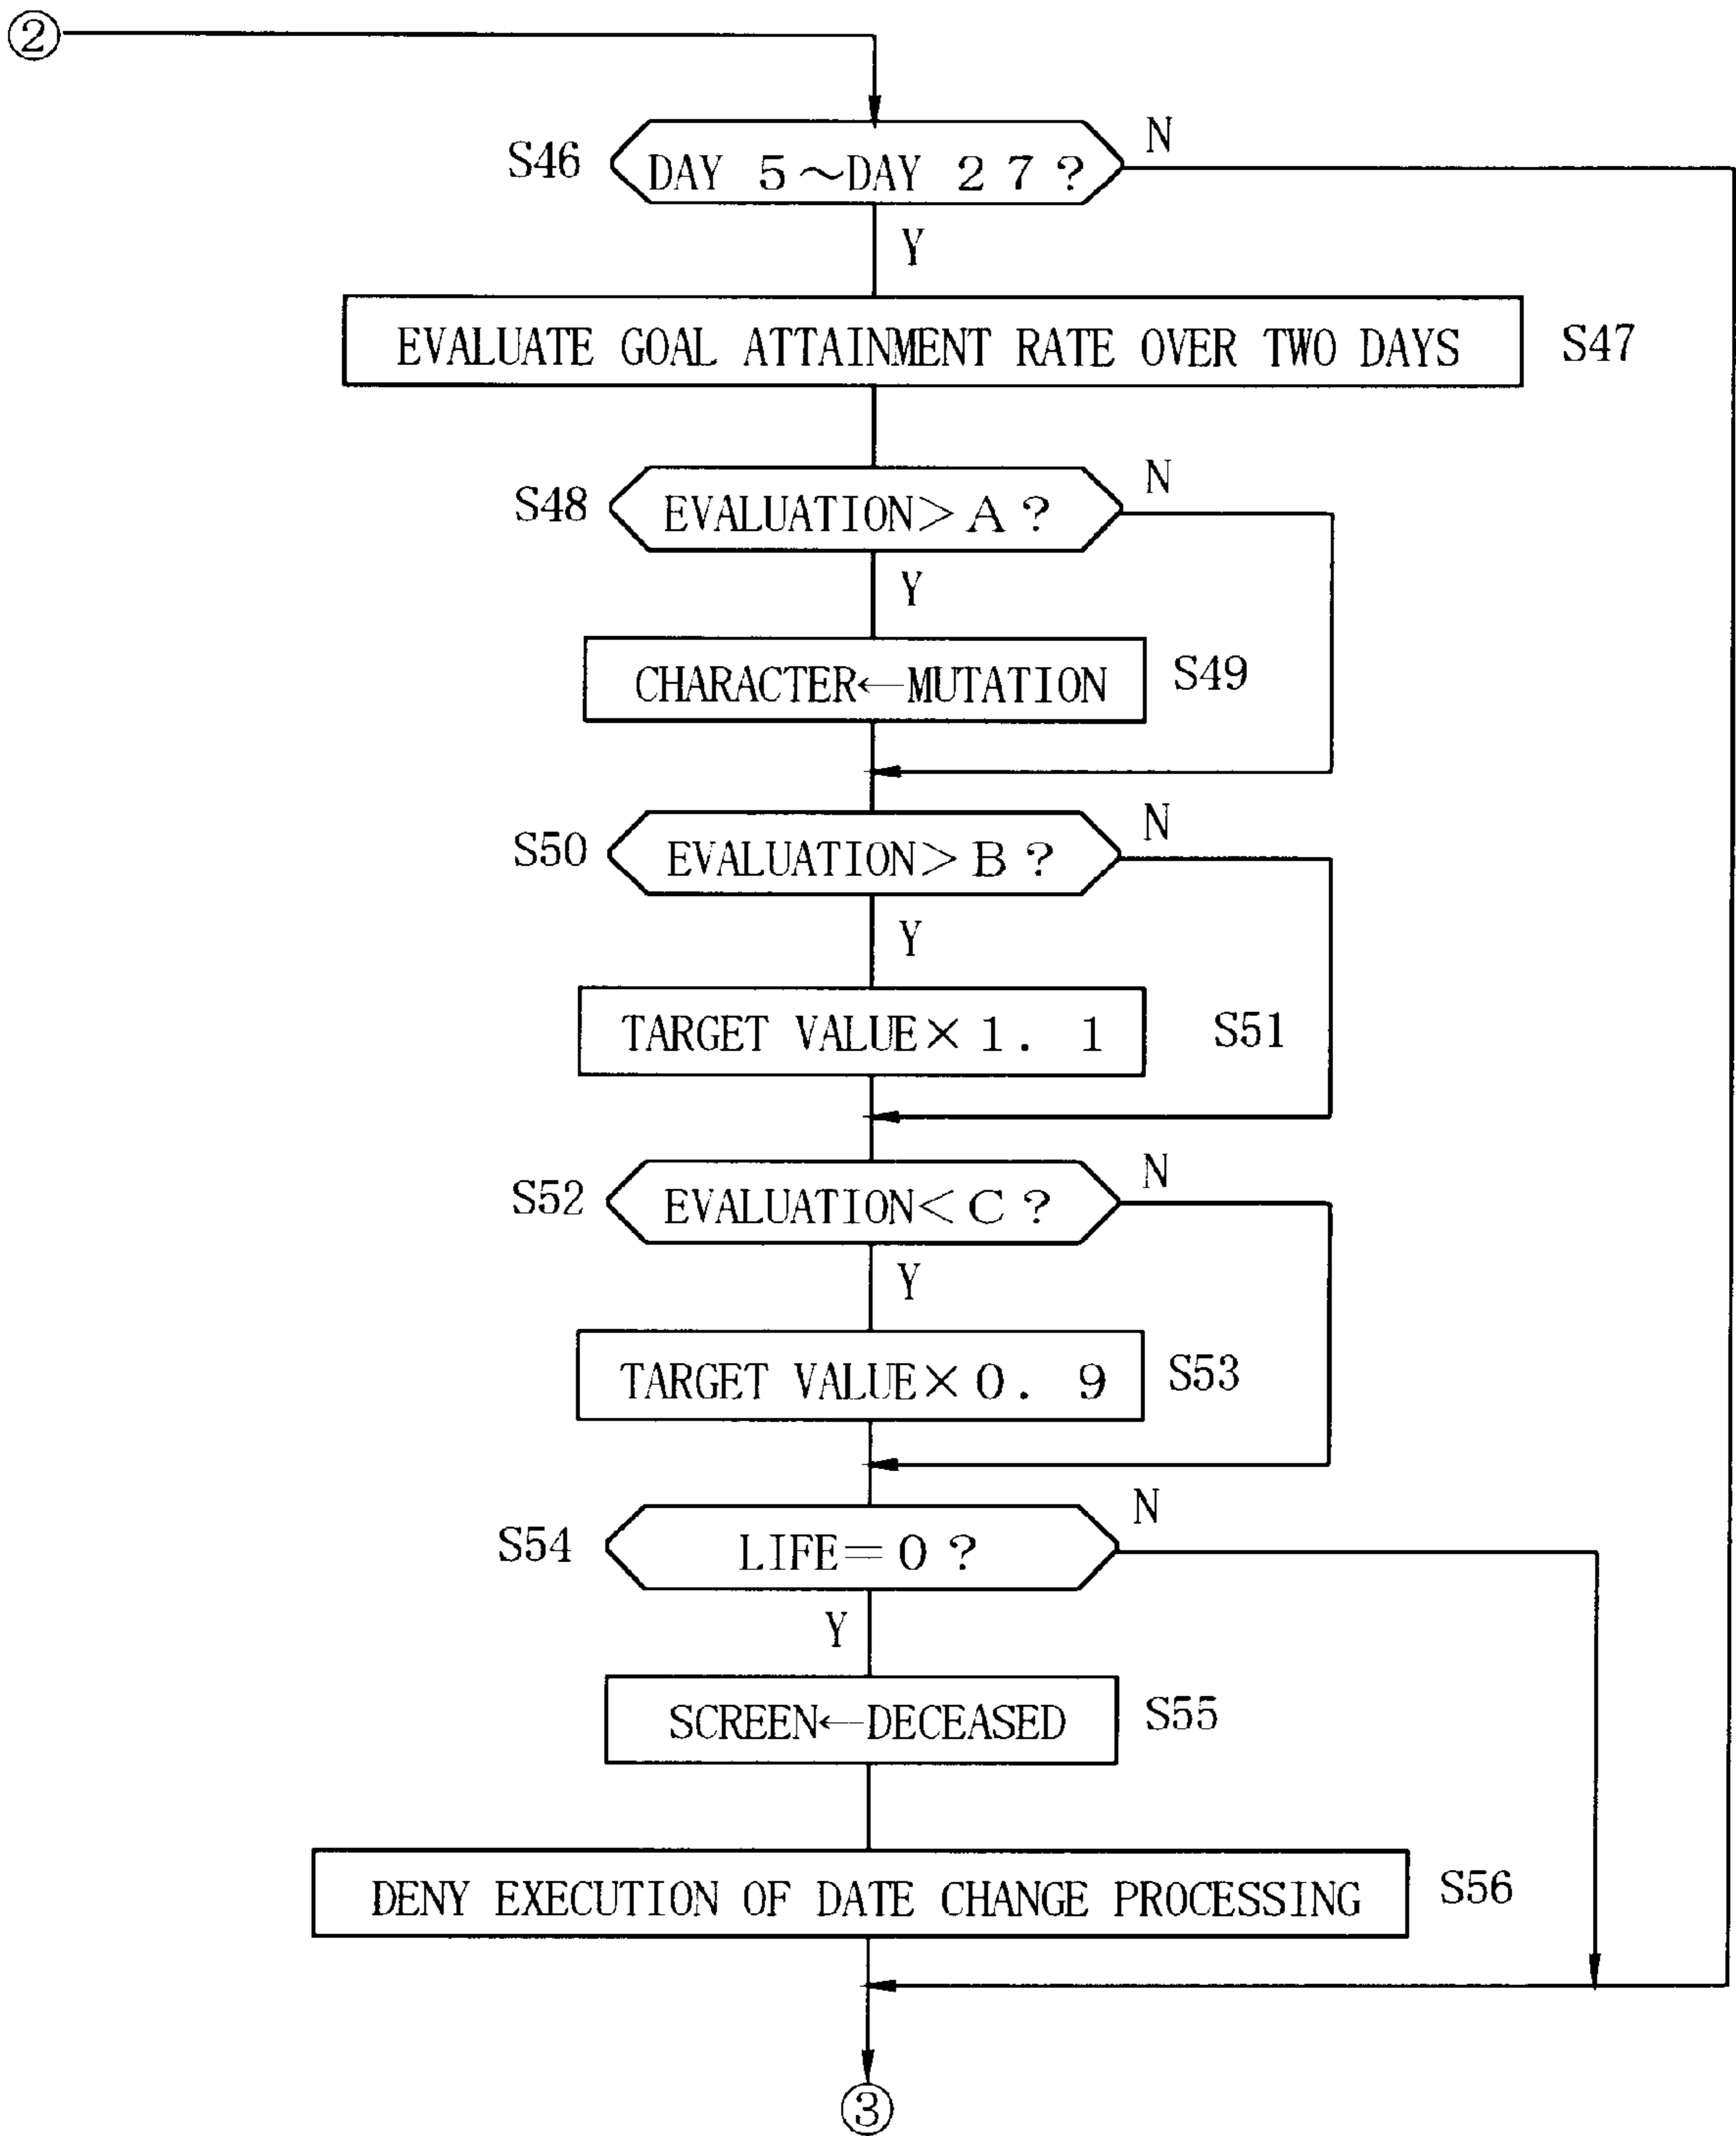 ②
S46 DAY 5～DAY 27? N
Y
EVALUATE GOAL ATTAINMENT RATE OVER TWO DAYS S47
S48 EVALUATION>A? N
Y
CHARACTER←MUTATION S49
S50 EVALUATION>B? N
Y
TARGET VALUE×1.1 S51
S52 EVALUATION<C? N
Y
TARGET VALUE×0.9 S53
S54 LIFE=0? N
Y
SCREEN←DECEASED S55
DENY EXECUTION OF DATE CHANGE PROCESSING S56
③